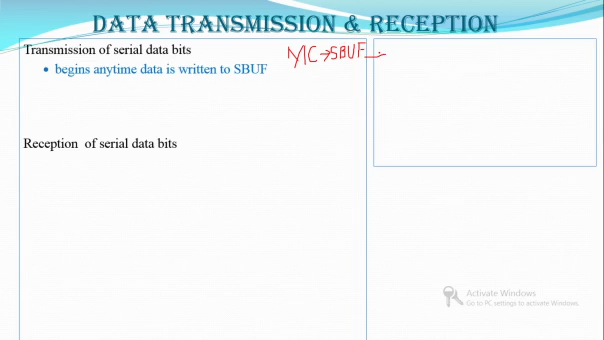 DATA TRANSMISSION & RECEPTION
Transmission of serial data bits
MC→SBUF→
• begins anytime data is written to SBUF
Reception of serial data bits
Activate Windows
Go to PC settings to activate Windows.